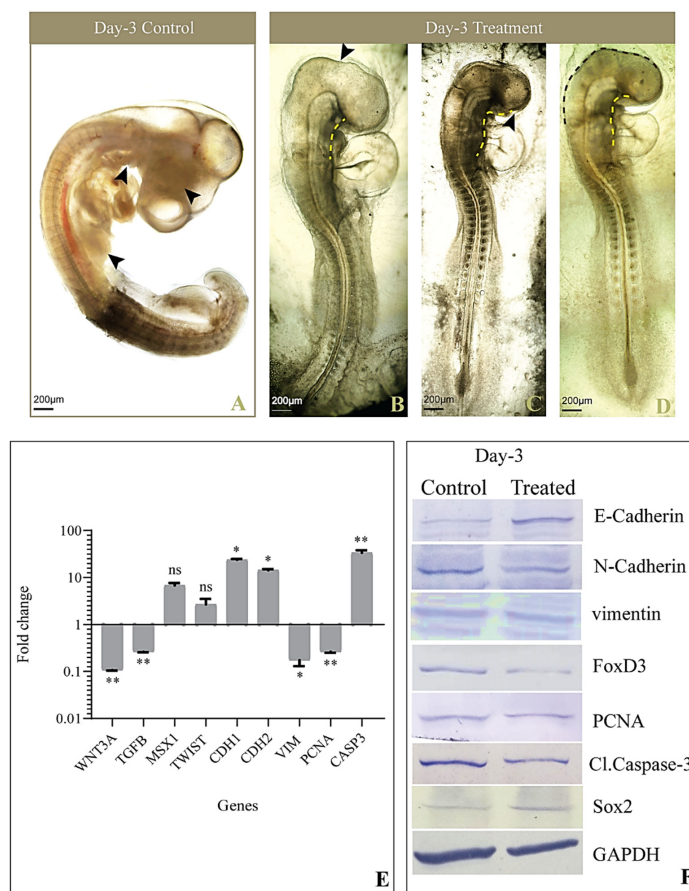 Day-3 Control
Day-3 Treatment
200µm
A
200µm
B
200µm
C
200µm
D
Fold change
100
10
1
0.1
0.01
**
**
ns
ns
*
*
*
**
**
WNT3A
TGFB
MSX1
TWIST
CDH1
CDH2
VIM
PCNA
CASP3
Genes
E
Day-3
Control Treated
E-Cadherin
N-Cadherin
vimentin
FoxD3
PCNA
Cl.Caspase-3
Sox2
GAPDH